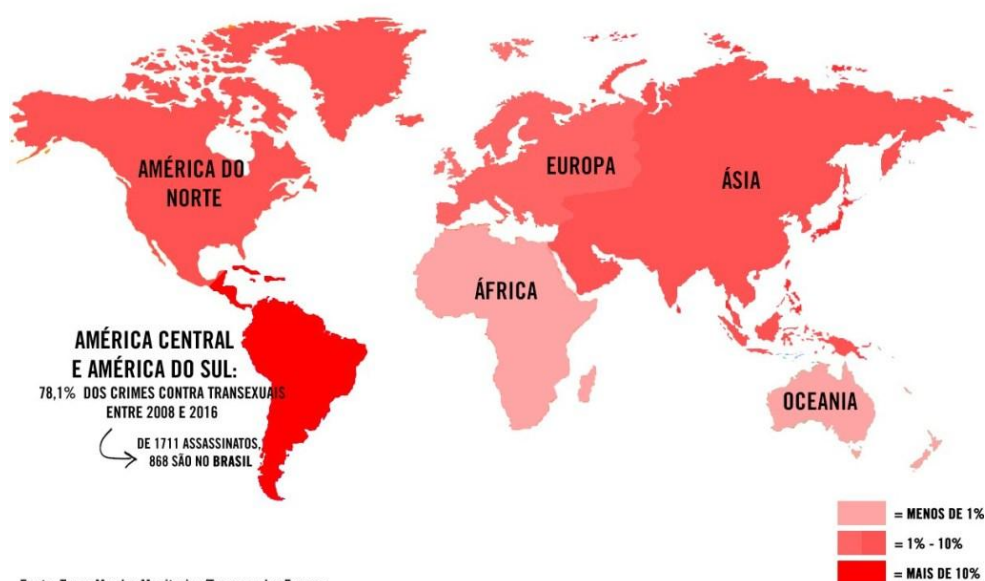 AMÉRICA DO
NORTE
EUROPA
ÁSIA
ÁFRICA
AMÉRICA CENTRAL
E AMÉRICA DO SUL:
78,1% DOS CRIMES CONTRA TRANSEXUAIS
ENTRE 2008 E 2016
DE 1711 ASSASSINATOS,
868 SÃO NO BRASIL
OCEANIA
= MENOS DE 1%
= 1% - 10%
= MAIS DE 10%